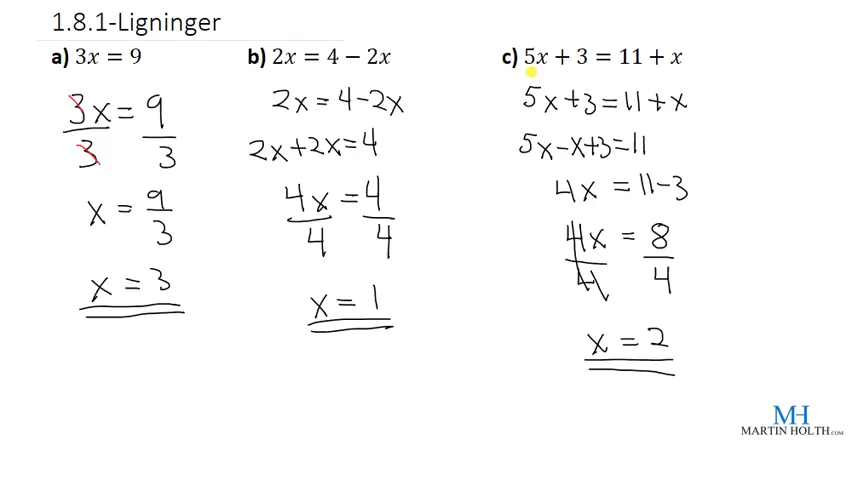 1.8.1-Ligninger
a) 3x = 9
3x/3 = 9/3
x = 9/3
x = 3
b) 2x = 4 − 2x
2x = 4 − 2x
2x + 2x = 4
4x/4 = 4/4
x = 1
c) 5x + 3 = 11 + x
5x + 3 = 11 + x
5x − x + 3 = 11
4x = 11 − 3
4x/4 = 8/4
x = 2
MH
MARTIN HOLTH.COM